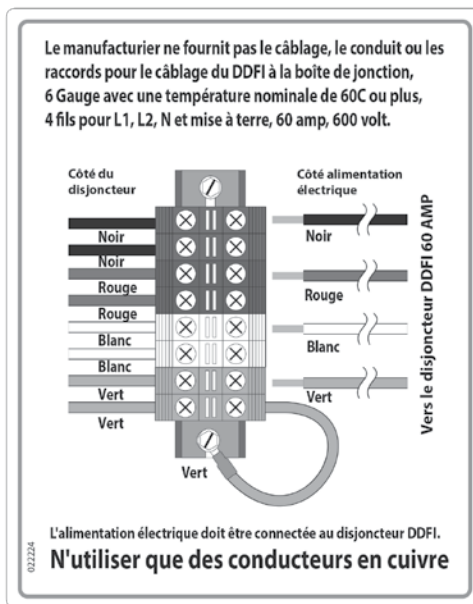 Le manufacturier ne fournit pas le câblage, le conduit ou les
raccords pour le câblage du DDFI à la boîte de jonction,
6 Gauge avec une température nominale de 60C ou plus,
4 fils pour L1, L2, N et mise à terre, 60 amp, 600 volt.
Côté du
disjoncteur
Côté alimentation
électrique
Noir
Noir
Rouge
Rouge
Blanc
Blanc
Vert
Vert
Noir
Rouge
Blanc
Vert
Vers le disjoncteur DDFI 60 AMP
Vert
L'alimentation électrique doit être connectée au disjoncteur DDFI.
N'utiliser que des conducteurs en cuivre
022224